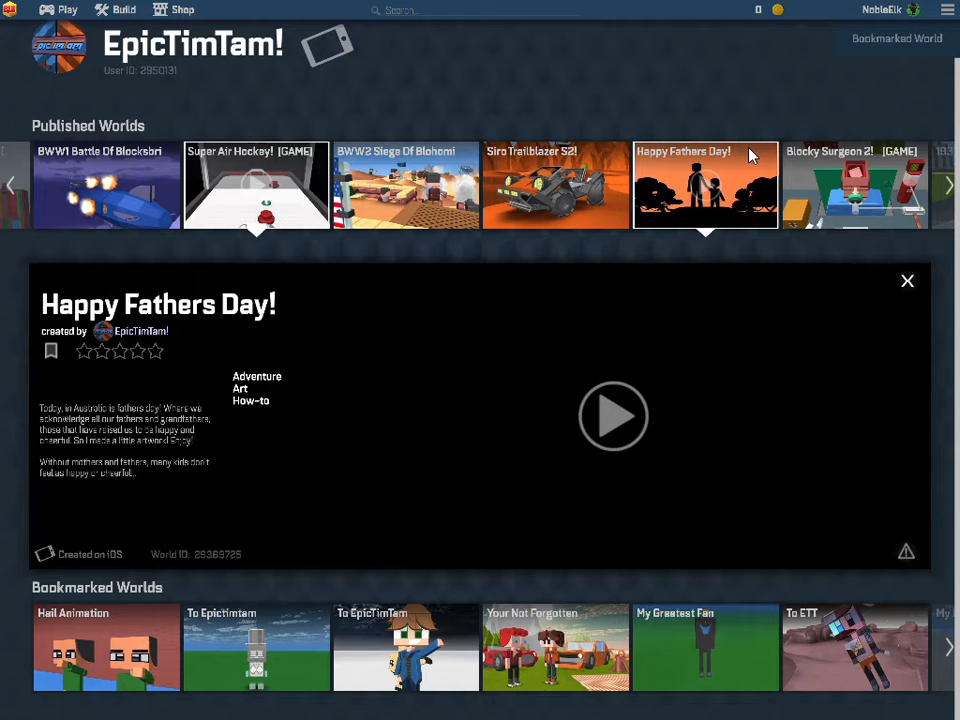 Play Build Shop Search... 0 NobleElk
EpicTimTam!
User ID: 2950131
Bookmarked World
Published Worlds
BWW1 Battle Of Blocksbri
Super Air Hockey! [GAME]
BWW2 Siege Of Blohomi
Siro Trailblazer S2!
Happy Fathers Day!
Blocky Surgeon 2! [GAME]
Happy Fathers Day!
created by EpicTimTam!
Adventure
Art
How-to
Today, in Australia is fathers day! Where we
acknowledge all our fathers and grandfathers,
those that have raised us to be happy and
cheerful. So I made a little artwork! Enjoy!
Without mothers and fathers, many kids don't
feel as happy or cheerful...
Created on iOS World ID: 29369725
Bookmarked Worlds
Hail Animation
To Epictimtam
To EpicTimTam
Your Not Forgotten
My Greatest Fan
To ETT